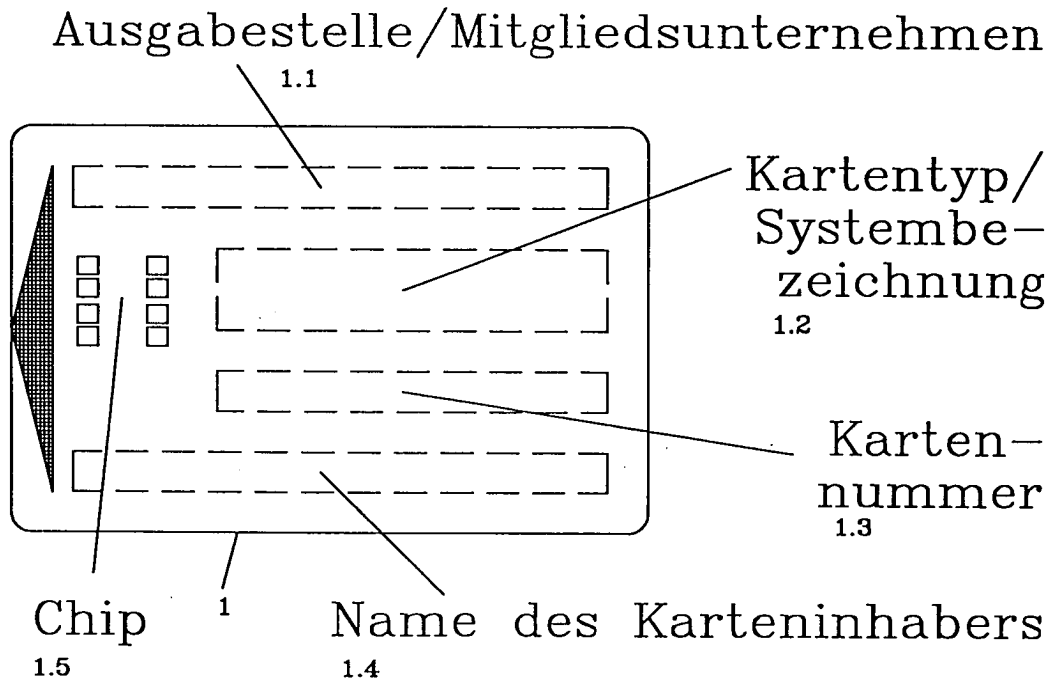 Ausgabestelle/Mitgliedsunternehmen
1.1
Kartentyp/
Systembe-
zeichnung
1.2
Karten-
nummer
1.3
Chip
1.5
1
Name des Karteninhabers
1.4